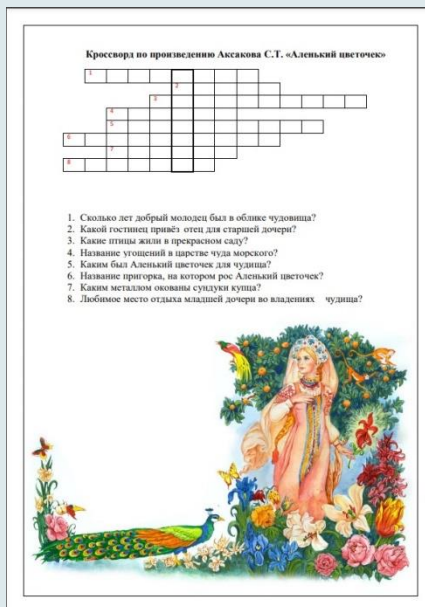 Кроссворд по произведению Аксакова С.Т. «Аленький цветочек»
1
2
3
4
5
6
7
8
1. Сколько лет добрый молодец был в облике чудовища?
2. Какой гостинец привёз отец для старшей дочери?
3. Какие птицы жили в прекрасном саду?
4. Название угощений в царстве чуда морского?
5. Каким был Аленький цветочек для чудища?
6. Название пригорка, на котором рос Аленький цветочек?
7. Каким металлом окованы сундуки купца?
8. Любимое место отдыха младшей дочери во владениях чудища?